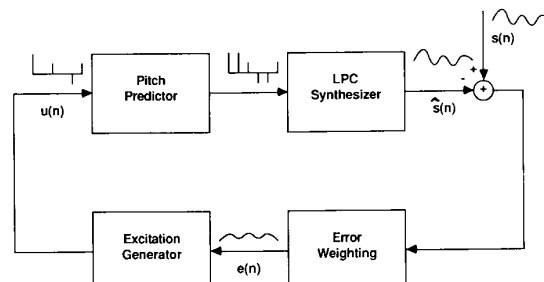 s(n)
Pitch
Predictor
LPC
Synthesizer
+
-
+
u(n)
ŝ(n)
Excitation
Generator
Error
Weighting
e(n)